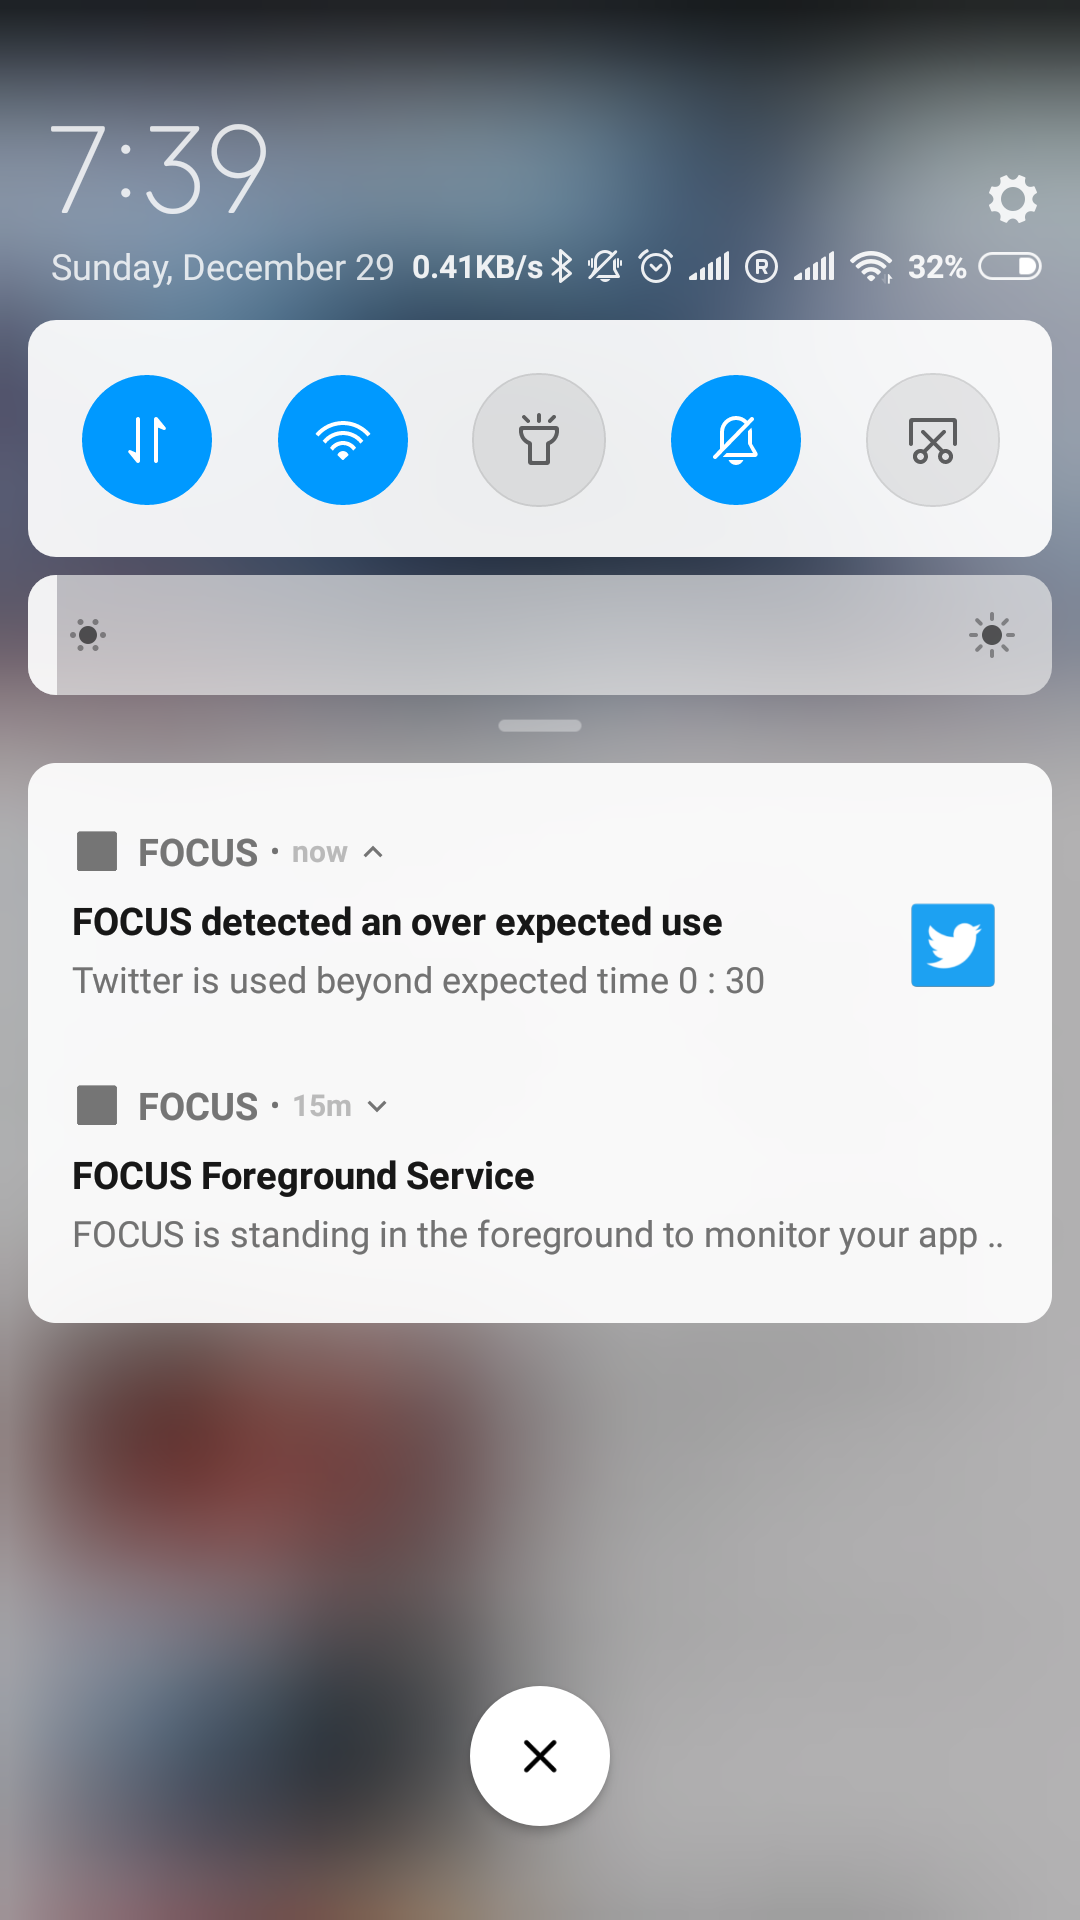 7:39
Sunday, December 29 0.41KB/s R 32%
FOCUS · now
FOCUS detected an over expected use
Twitter is used beyond expected time 0 : 30
FOCUS · 15m
FOCUS Foreground Service
FOCUS is standing in the foreground to monitor your app ..